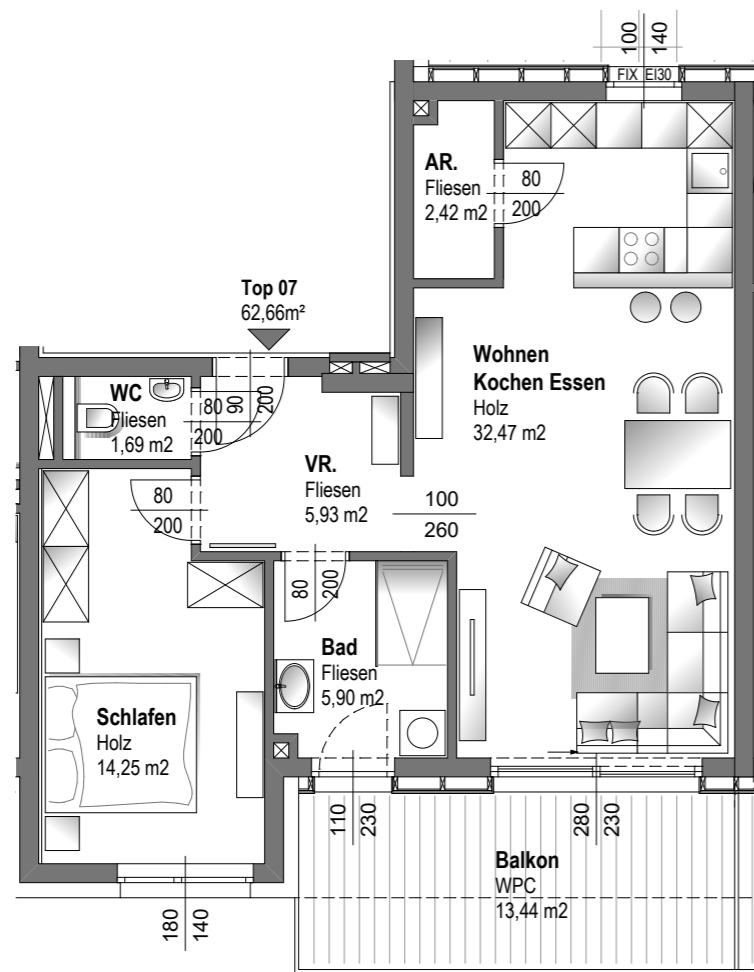 100 140
FIX EI30
AR.
Fliesen
2,42 m2
80
200
Top 07
62,66m²
Wohnen
Kochen Essen
Holz
32,47 m2
WC
Fliesen
1,69 m2
80
200
90 200
VR.
Fliesen
5,93 m2
80
200
100
260
80 200
Bad
Fliesen
5,90 m2
Schlafen
Holz
14,25 m2
110 230
280 230
Balkon
WPC
13,44 m2
180 140